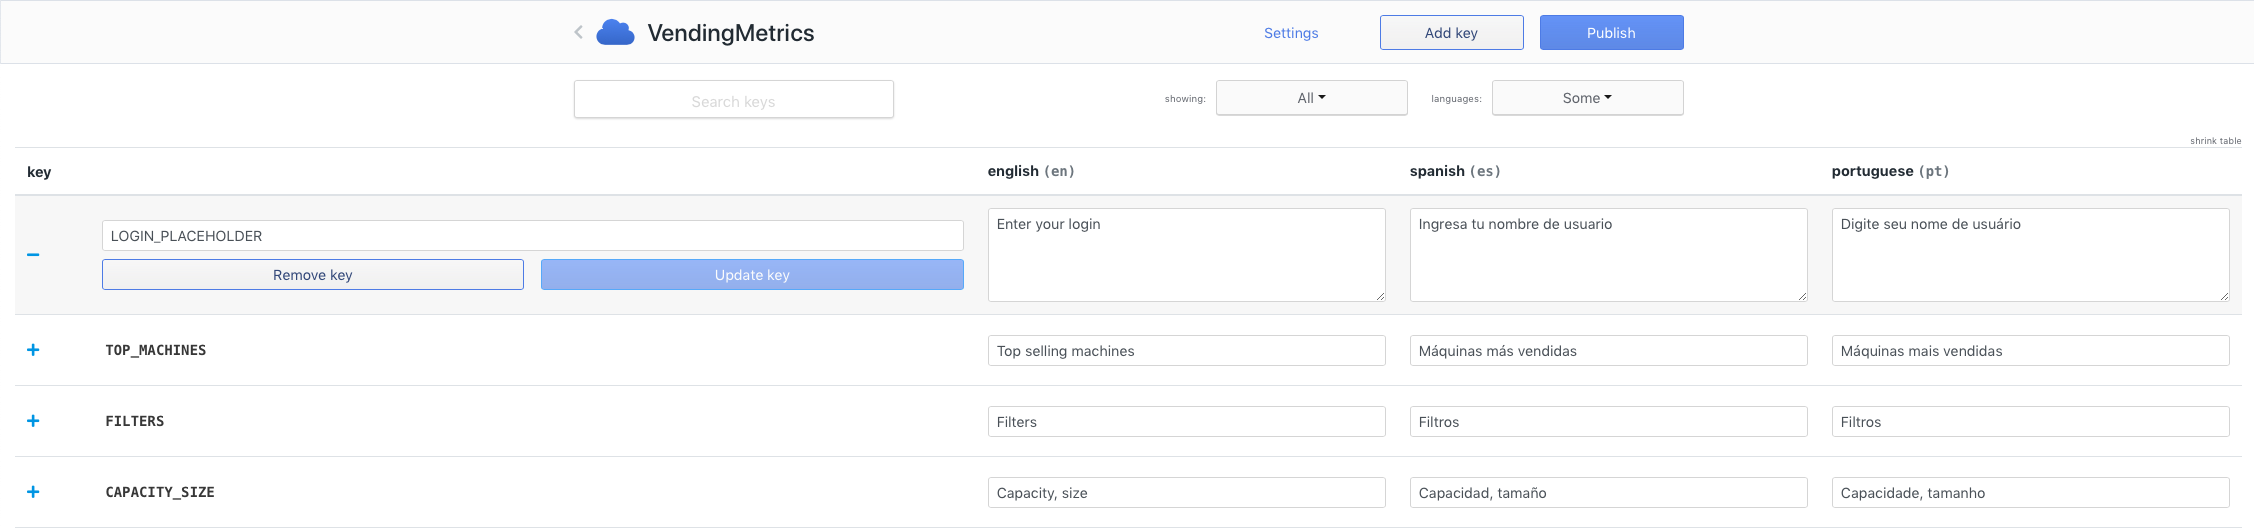 VendingMetrics
Settings
Add key
Publish
Search keys
showing:
All
languages:
Some
shrink table
key
english (en)
spanish (es)
portuguese (pt)
LOGIN_PLACEHOLDER
Remove key
Update key
Enter your login
Ingresa tu nombre de usuario
Digite seu nome de usuário
TOP_MACHINES
Top selling machines
Máquinas más vendidas
Máquinas mais vendidas
FILTERS
Filters
Filtros
Filtros
CAPACITY_SIZE
Capacity, size
Capacidad, tamaño
Capacidade, tamanho